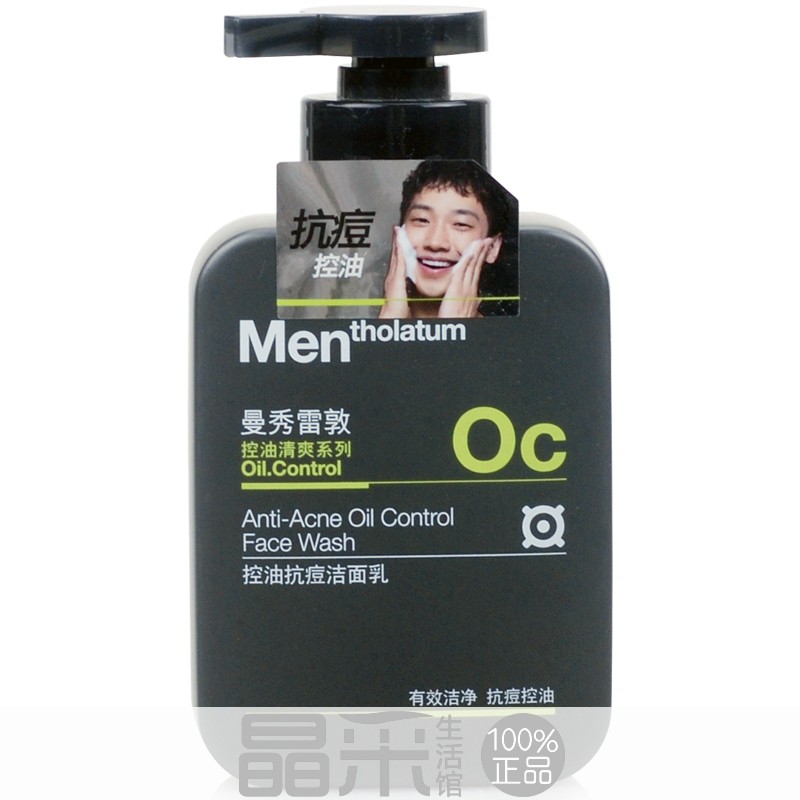 抗痘
控油
Mentholatum
曼秀雷敦
控油清爽系列
Oil.Control
Oc
Anti-Acne Oil Control
Face Wash
控油抗痘洁面乳
有效洁净 抗痘控油
晶采
生活馆
100%
正品